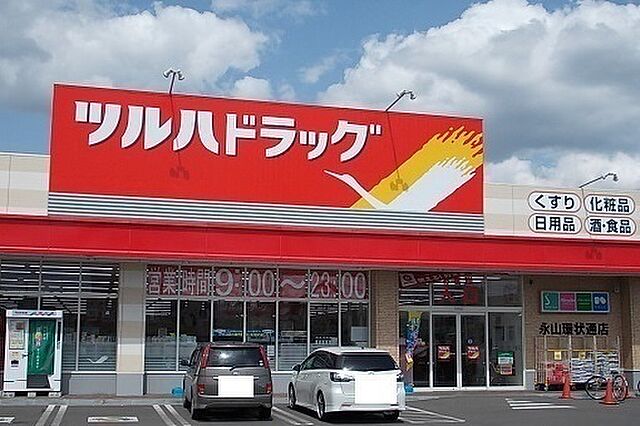 ツルハドラッグ
くすり 化粧品
日用品 酒・食品
営業時間 9:00〜23:00
永山環状通店